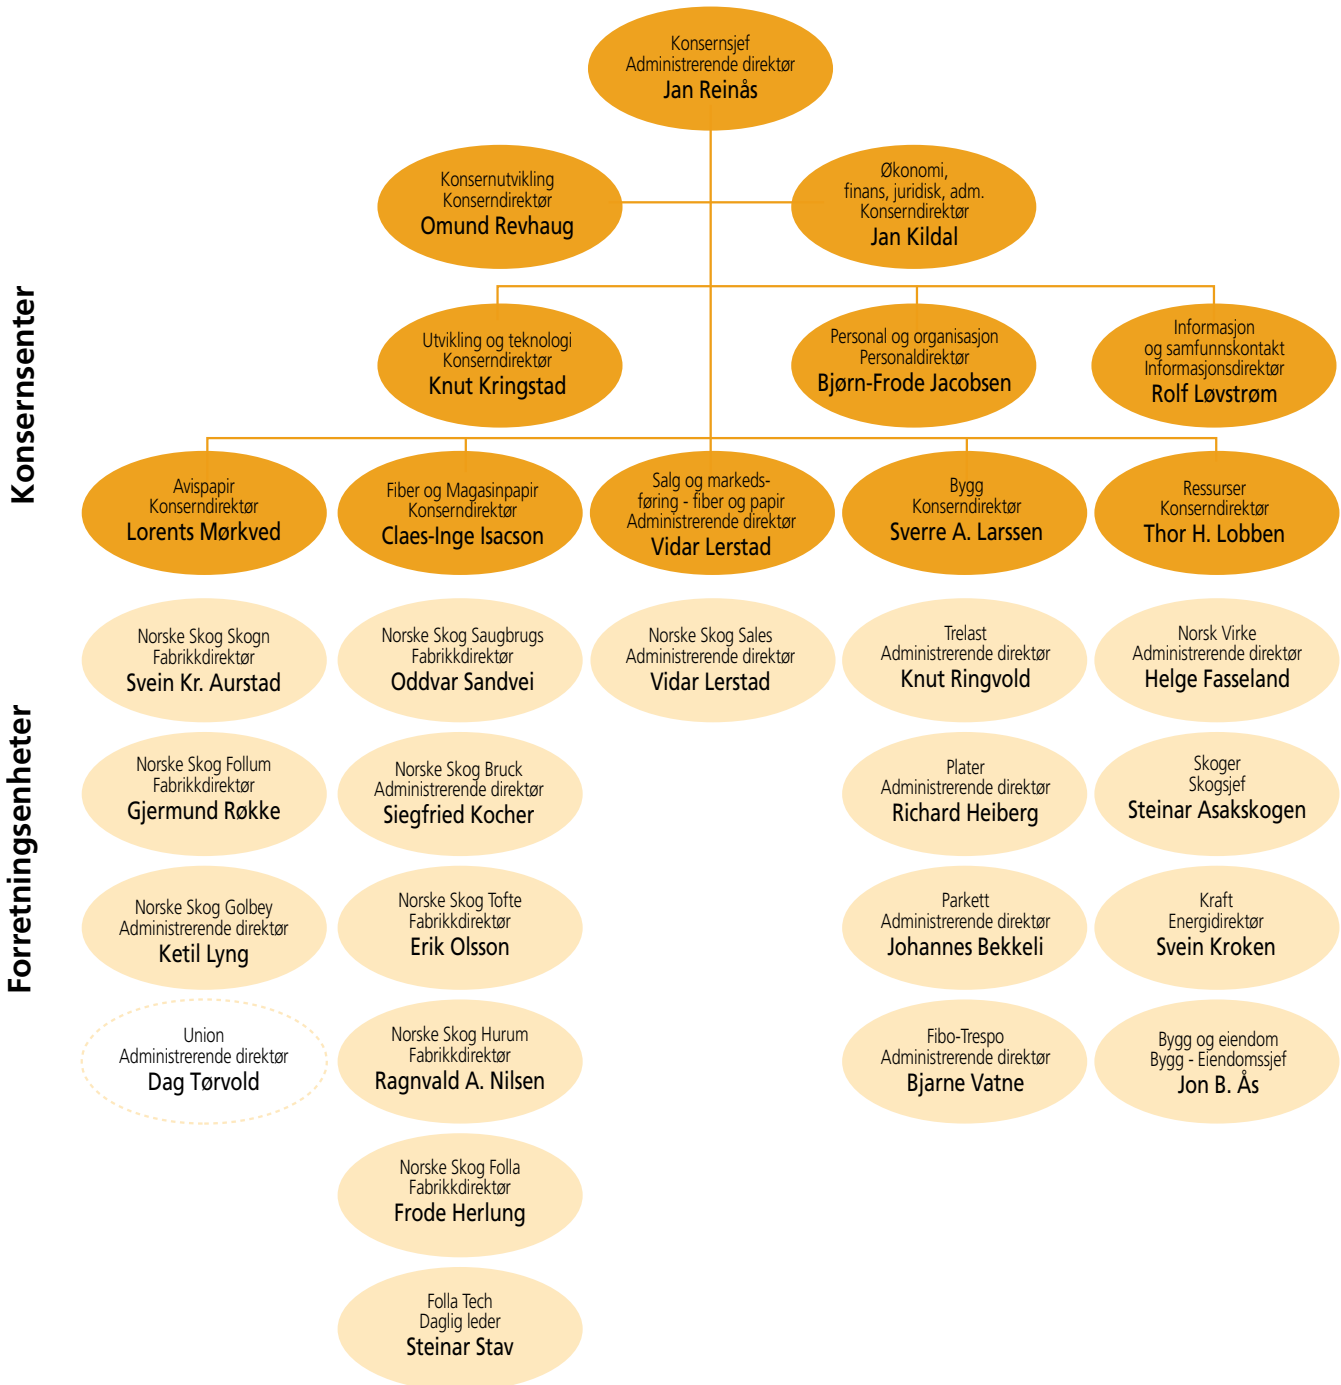 Konsernsjef
Administrerende direktør
Jan Reinås
Konsernutvikling
Konserndirektør
Omund Revhaug
Økonomi,
finans, juridisk, adm.
Konserndirektør
Jan Kildal
Konsernsenter
Utvikling og teknologi
Konserndirektør
Knut Kringstad
Personal og organisasjon
Personaldirektør
Bjørn-Frode Jacobsen
Informasjon
og samfunnskontakt
Informasjonsdirektør
Rolf Løvstrøm
Avispapir
Konserndirektør
Lorents Mørkved
Fiber og Magasinpapir
Konserndirektør
Claes-Inge Isacson
Salg og markeds-
føring - fiber og papir
Administrerende direktør
Vidar Lerstad
Bygg
Konserndirektør
Sverre A. Larssen
Ressurser
Konserndirektør
Thor H. Lobben
Forretningsenheter
Norske Skog Skogn
Fabrikkdirektør
Svein Kr. Aurstad
Norske Skog Saugbrugs
Fabrikkdirektør
Oddvar Sandvei
Norske Skog Sales
Administrerende direktør
Vidar Lerstad
Trelast
Administrerende direktør
Knut Ringvold
Norsk Virke
Administrerende direktør
Helge Fasseland
Norske Skog Follum
Fabrikkdirektør
Gjermund Røkke
Norske Skog Bruck
Administrerende direktør
Siegfried Kocher
Plater
Administrerende direktør
Richard Heiberg
Skoger
Skogsjef
Steinar Asakskogen
Norske Skog Golbey
Administrerende direktør
Ketil Lyng
Norske Skog Tofte
Fabrikkdirektør
Erik Olsson
Parkett
Administrerende direktør
Johannes Bekkeli
Kraft
Energidirektør
Svein Kroken
Union
Administrerende direktør
Dag Tørvold
Norske Skog Hurum
Fabrikkdirektør
Ragnvald A. Nilsen
Fibo-Trespo
Administrerende direktør
Bjarne Vatne
Bygg og eiendom
Bygg - Eiendomssjef
Jon B. Ås
Norske Skog Folla
Fabrikkdirektør
Frode Herlung
Folla Tech
Daglig leder
Steinar Stav